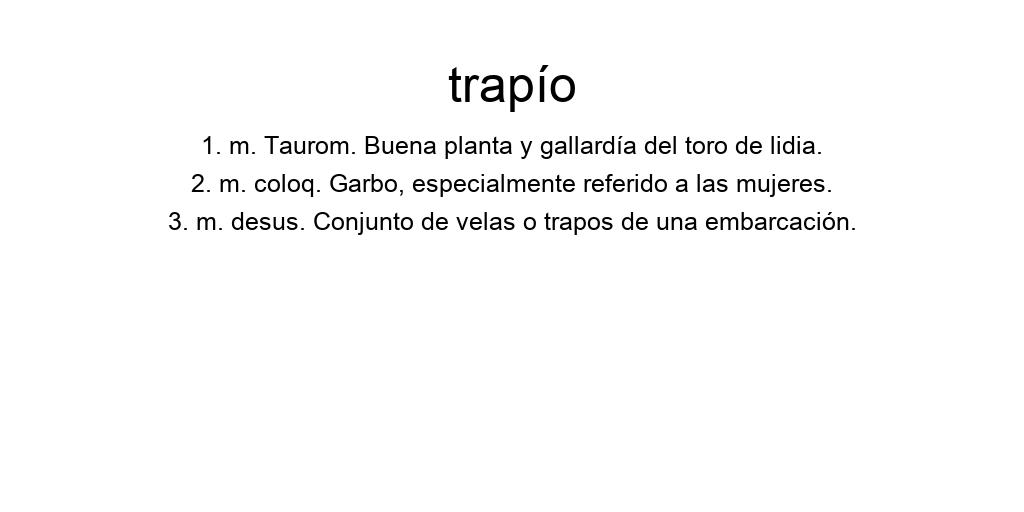 trapío
1. m. Taurom. Buena planta y gallardía del toro de lidia.
2. m. coloq. Garbo, especialmente referido a las mujeres.
3. m. desus. Conjunto de velas o trapos de una embarcación.